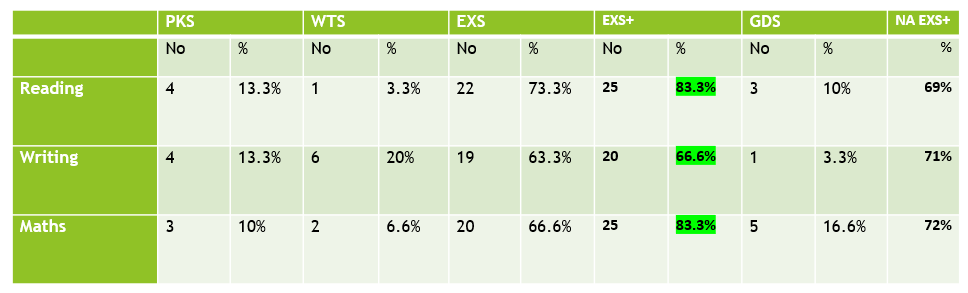 PKS WTS EXS EXS+ GDS NA EXS+
No % No % No % No % No % %
Reading 4 13.3% 1 3.3% 22 73.3% 25 83.3% 3 10% 69%
Writing 4 13.3% 6 20% 19 63.3% 20 66.6% 1 3.3% 71%
Maths 3 10% 2 6.6% 20 66.6% 25 83.3% 5 16.6% 72%